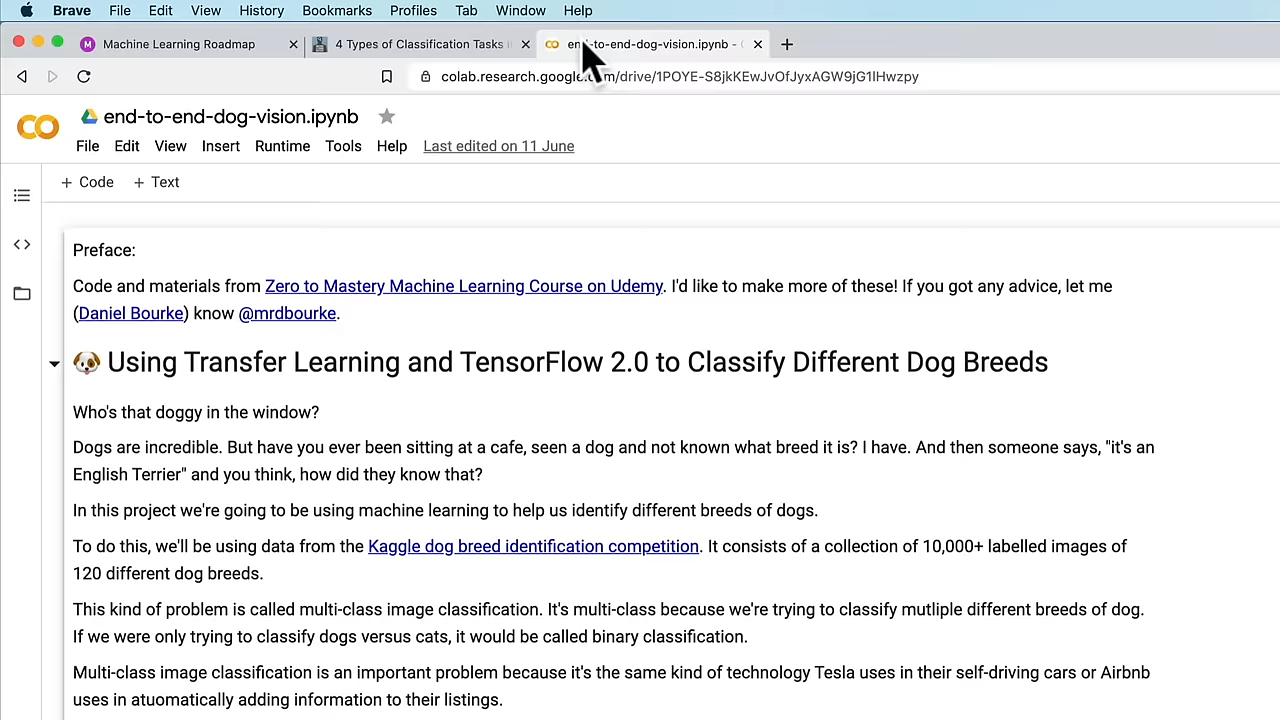 Brave File Edit View History Bookmarks Profiles Tab Window Help
Machine Learning Roadmap
4 Types of Classification Tasks
end-to-end-dog-vision.ipynb -
colab.research.google.com/drive/1POYE-S8jkKEwJvOfJyxAGW9jG1lHwzpy
end-to-end-dog-vision.ipynb
File Edit View Insert Runtime Tools Help Last edited on 11 June
+ Code + Text
Preface:
Code and materials from Zero to Mastery Machine Learning Course on Udemy. I'd like to make more of these! If you got any advice, let me
(Daniel Bourke) know @mrdbourke.
Using Transfer Learning and TensorFlow 2.0 to Classify Different Dog Breeds
Who's that doggy in the window?
Dogs are incredible. But have you ever been sitting at a cafe, seen a dog and not known what breed it is? I have. And then someone says, "it's an
English Terrier" and you think, how did they know that?
In this project we're going to be using machine learning to help us identify different breeds of dogs.
To do this, we'll be using data from the Kaggle dog breed identification competition. It consists of a collection of 10,000+ labelled images of
120 different dog breeds.
This kind of problem is called multi-class image classification. It's multi-class because we're trying to classify mutliple different breeds of dog.
If we were only trying to classify dogs versus cats, it would be called binary classification.
Multi-class image classification is an important problem because it's the same kind of technology Tesla uses in their self-driving cars or Airbnb
uses in atuomatically adding information to their listings.